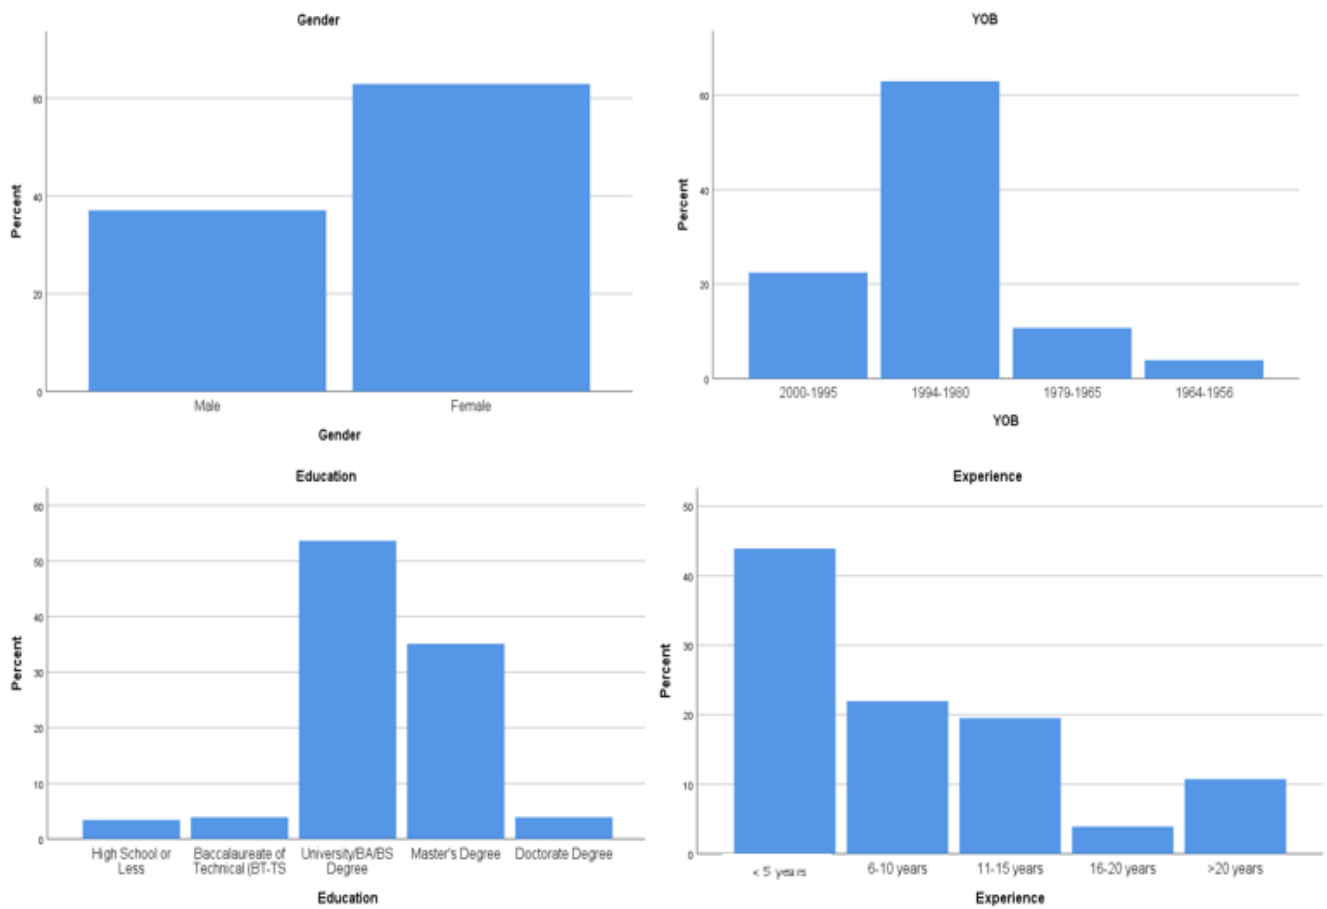 Gender
Percent
60
40
20
0
Male Female
Gender
YOB
Percent
60
40
20
0
2000-1995 1994-1980 1979-1965 1964-1956
YOB
Education
Percent
60
50
40
30
20
10
0
High School or
Less
Baccalaureate of
Technical (BT-TS
University/BA/BS
Degree
Master's Degree
Doctorate Degree
Education
Experience
Percent
50
40
30
20
10
0
< 5 years 6-10 years 11-15 years 16-20 years >20 years
Experience